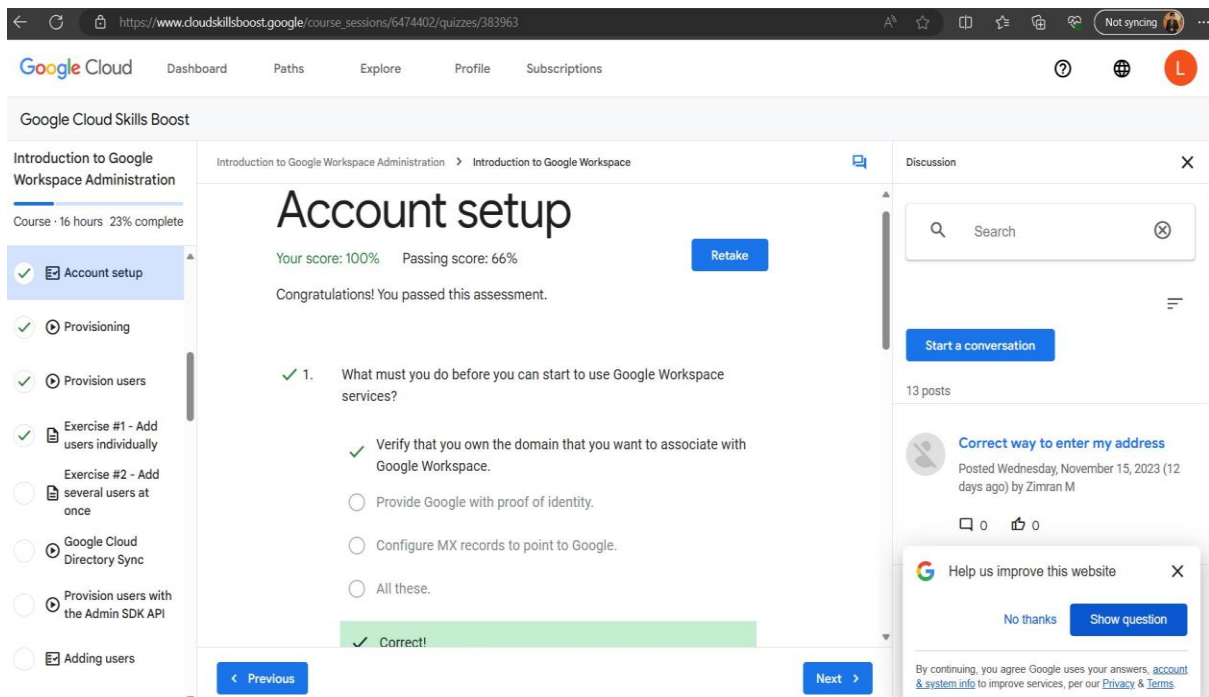 https://www.cloudskillsboost.google/course_sessions/6474402/quizzes/383963
Not syncing
Google Cloud
Dashboard
Paths
Explore
Profile
Subscriptions
L
Google Cloud Skills Boost
Introduction to Google
Workspace Administration
Course · 16 hours 23% complete
Account setup
Provisioning
Provision users
Exercise #1 - Add
users individually
Exercise #2 - Add
several users at
once
Google Cloud
Directory Sync
Provision users with
the Admin SDK API
Adding users
Introduction to Google Workspace Administration > Introduction to Google Workspace
Account setup
Your score: 100% Passing score: 66%
Retake
Congratulations! You passed this assessment.
1. What must you do before you can start to use Google Workspace
services?
Verify that you own the domain that you want to associate with
Google Workspace.
Provide Google with proof of identity.
Configure MX records to point to Google.
All these.
Correct!
Previous
Next
Discussion
Search
Start a conversation
13 posts
Correct way to enter my address
Posted Wednesday, November 15, 2023 (12
days ago) by Zimran M
0 0
Help us improve this website
No thanks
Show question
By continuing, you agree Google uses your answers, account
& system info to improve services, per our Privacy & Terms.